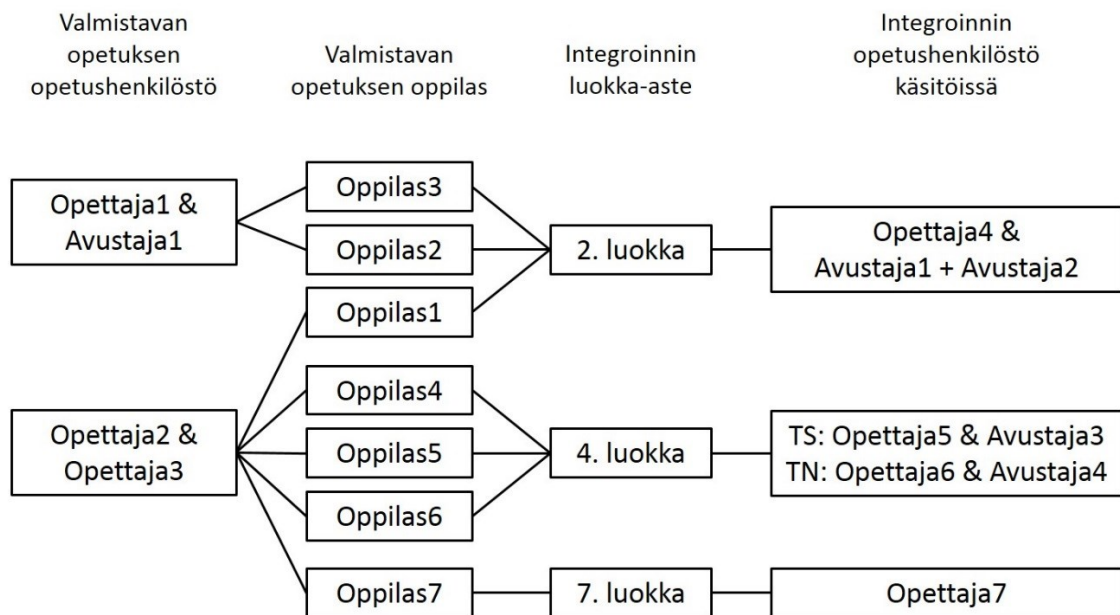 Valmistavan
opetuksen
opetushenkilöstö
Valmistavan
opetuksen oppilas
Integroinnin
luokka-aste
Integroinnin
opetushenkilöstö
käsitöissä
Opettaja1 &
Avustaja1
Oppilas3
Oppilas2
Oppilas1
2. luokka
Opettaja4 &
Avustaja1 + Avustaja2
Opettaja2 &
Opettaja3
Oppilas4
Oppilas5
Oppilas6
4. luokka
TS: Opettaja5 & Avustaja3
TN: Opettaja6 & Avustaja4
Oppilas7
7. luokka
Opettaja7